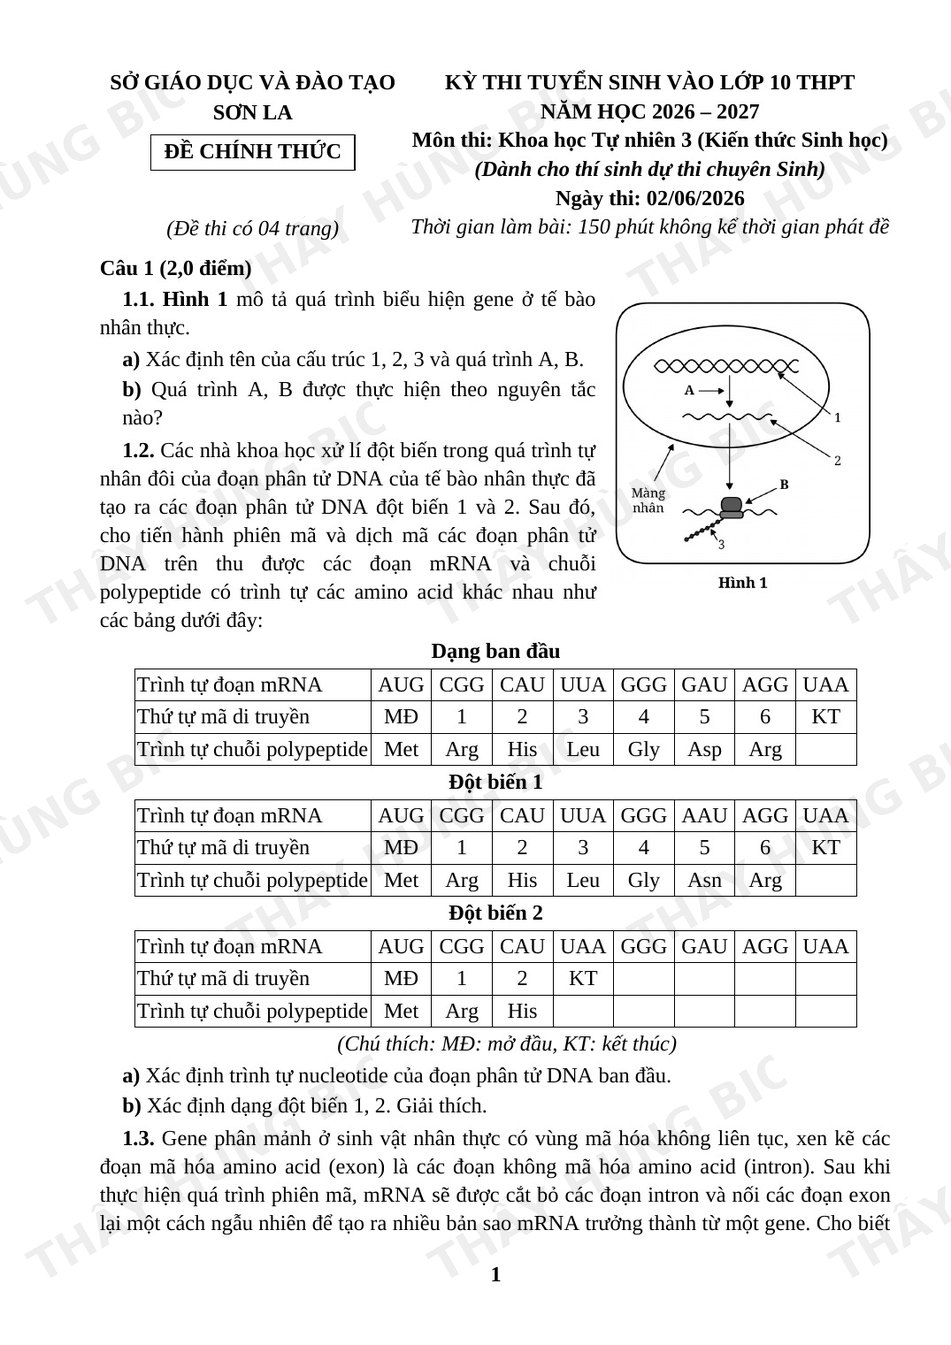 SỞ GIÁO DỤC VÀ ĐÀO TẠO
SƠN LA
ĐỀ CHÍNH THỨC
(Đề thi có 04 trang)
KỲ THI TUYỂN SINH VÀO LỚP 10 THPT
NĂM HỌC 2026 – 2027
Môn thi: Khoa học Tự nhiên 3 (Kiến thức Sinh học)
(Dành cho thí sinh dự thi chuyên Sinh)
Ngày thi: 02/06/2026
Thời gian làm bài: 150 phút không kể thời gian phát đề
Câu 1 (2,0 điểm)
1.1. Hình 1 mô tả quá trình biểu hiện gene ở tế bào
nhân thực.
a) Xác định tên của cấu trúc 1, 2, 3 và quá trình A, B.
b) Quá trình A, B được thực hiện theo nguyên tắc
nào?
1.2. Các nhà khoa học xử lí đột biến trong quá trình tự
nhân đôi của đoạn phân tử DNA của tế bào nhân thực đã
tạo ra các đoạn phân tử DNA đột biến 1 và 2. Sau đó,
cho tiến hành phiên mã và dịch mã các đoạn phân tử
DNA trên thu được các đoạn mRNA và chuỗi
polypeptide có trình tự các amino acid khác nhau như
các bảng dưới đây:
A
1
2
B
Màng
nhân
3
Hình 1
Dạng ban đầu
Trình tự đoạn mRNA AUG CGG CAU UUA GGG GAU AGG UAA
Thứ tự mã di truyền MĐ 1 2 3 4 5 6 KT
Trình tự chuỗi polypeptide Met Arg His Leu Gly Asp Arg
Đột biến 1
Trình tự đoạn mRNA AUG CGG CAU UUA GGG AAU AGG UAA
Thứ tự mã di truyền MĐ 1 2 3 4 5 6 KT
Trình tự chuỗi polypeptide Met Arg His Leu Gly Asn Arg
Đột biến 2
Trình tự đoạn mRNA AUG CGG CAU UAA GGG GAU AGG UAA
Thứ tự mã di truyền MĐ 1 2 KT
Trình tự chuỗi polypeptide Met Arg His
(Chú thích: MĐ: mở đầu, KT: kết thúc)
a) Xác định trình tự nucleotide của đoạn phân tử DNA ban đầu.
b) Xác định dạng đột biến 1, 2. Giải thích.
1.3. Gene phân mảnh ở sinh vật nhân thực có vùng mã hóa không liên tục, xen kẽ các
đoạn mã hóa amino acid (exon) là các đoạn không mã hóa amino acid (intron). Sau khi
thực hiện quá trình phiên mã, mRNA sẽ được cắt bỏ các đoạn intron và nối các đoạn exon
lại một cách ngẫu nhiên để tạo ra nhiều bản sao mRNA trưởng thành từ một gene. Cho biết
1
THẦY HÙNG BIC